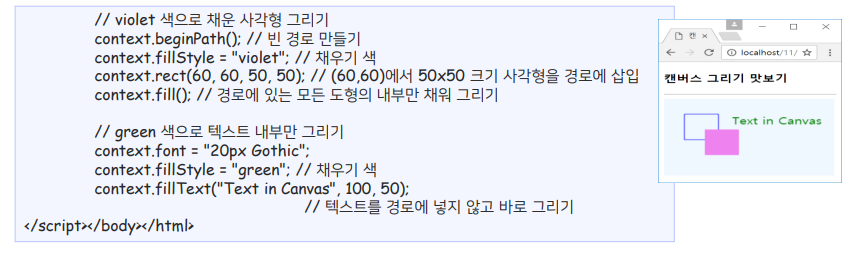 // violet 색으로 채운 사각형 그리기
context.beginPath(); // 빈 경로 만들기
context.fillStyle = "violet"; // 채우기 색
context.rect(60, 60, 50, 50); // (60,60)에서 50x50 크기 사각형을 경로에 삽입
context.fill(); // 경로에 있는 모든 도형의 내부만 채워 그리기
// green 색으로 텍스트 내부만 그리기
context.font = "20px Gothic";
context.fillStyle = "green"; // 채우기 색
context.fillText("Text in Canvas", 100, 50);
// 텍스트를 경로에 넣지 않고 바로 그리기
</script></body></html>
캔
localhost/11/
캔버스 그리기 맛보기
Text in Canvas